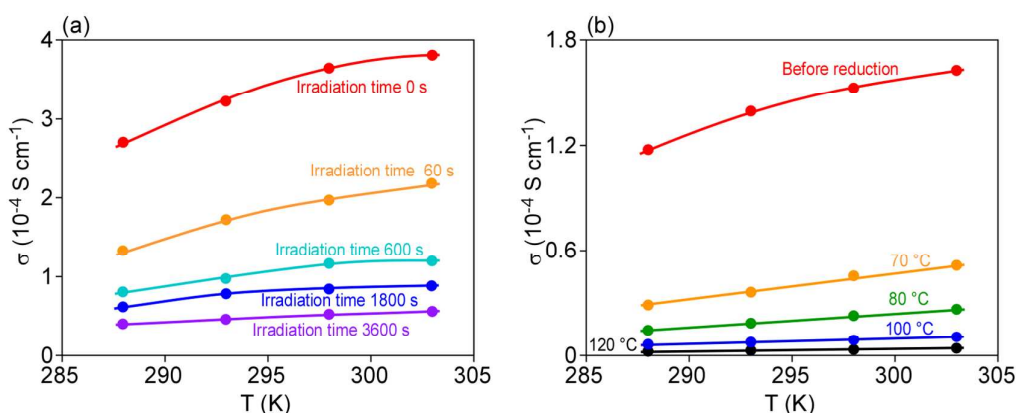 (a)
4
3
2
1
0
σ (10⁻⁴ S cm⁻¹)
Irradiation time 0 s
Irradiation time 60 s
Irradiation time 600 s
Irradiation time 1800 s
Irradiation time 3600 s
285 290 295 300 305
T (K)
(b)
1.8
1.2
0.6
0
σ (10⁻⁴ S cm⁻¹)
Before reduction
70 °C
80 °C
100 °C
120 °C
285 290 295 300 305
T (K)